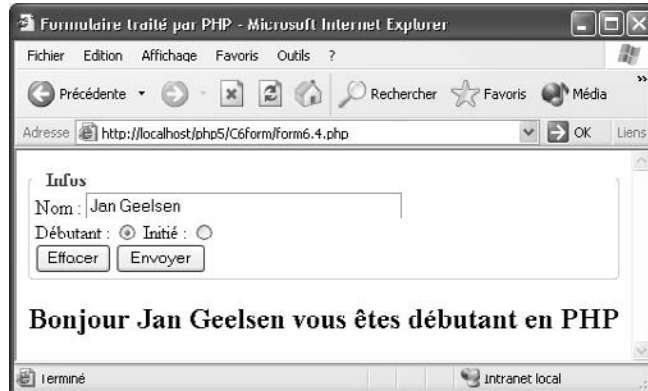 Formulaire traité par PHP - Microsoft Internet Explorer
Fichier Edition Affichage Favoris Outils ?
Précédente Rechercher Favoris Média »
Adresse http://localhost/php5/C6form/form6.4.php OK Liens
Infos
Nom : Jan Geelsen
Débutant : Initié :
Effacer Envoyer
Bonjour Jan Geelsen vous êtes débutant en PHP
Terminé Intranet local